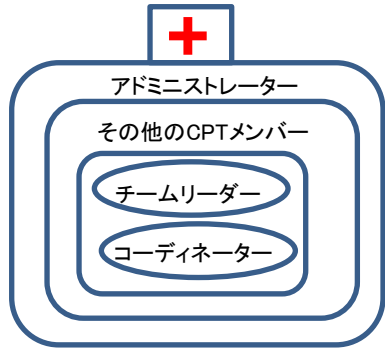 アドミニストレーター
その他のCPTメンバー
チームリーダー
コーディネーター